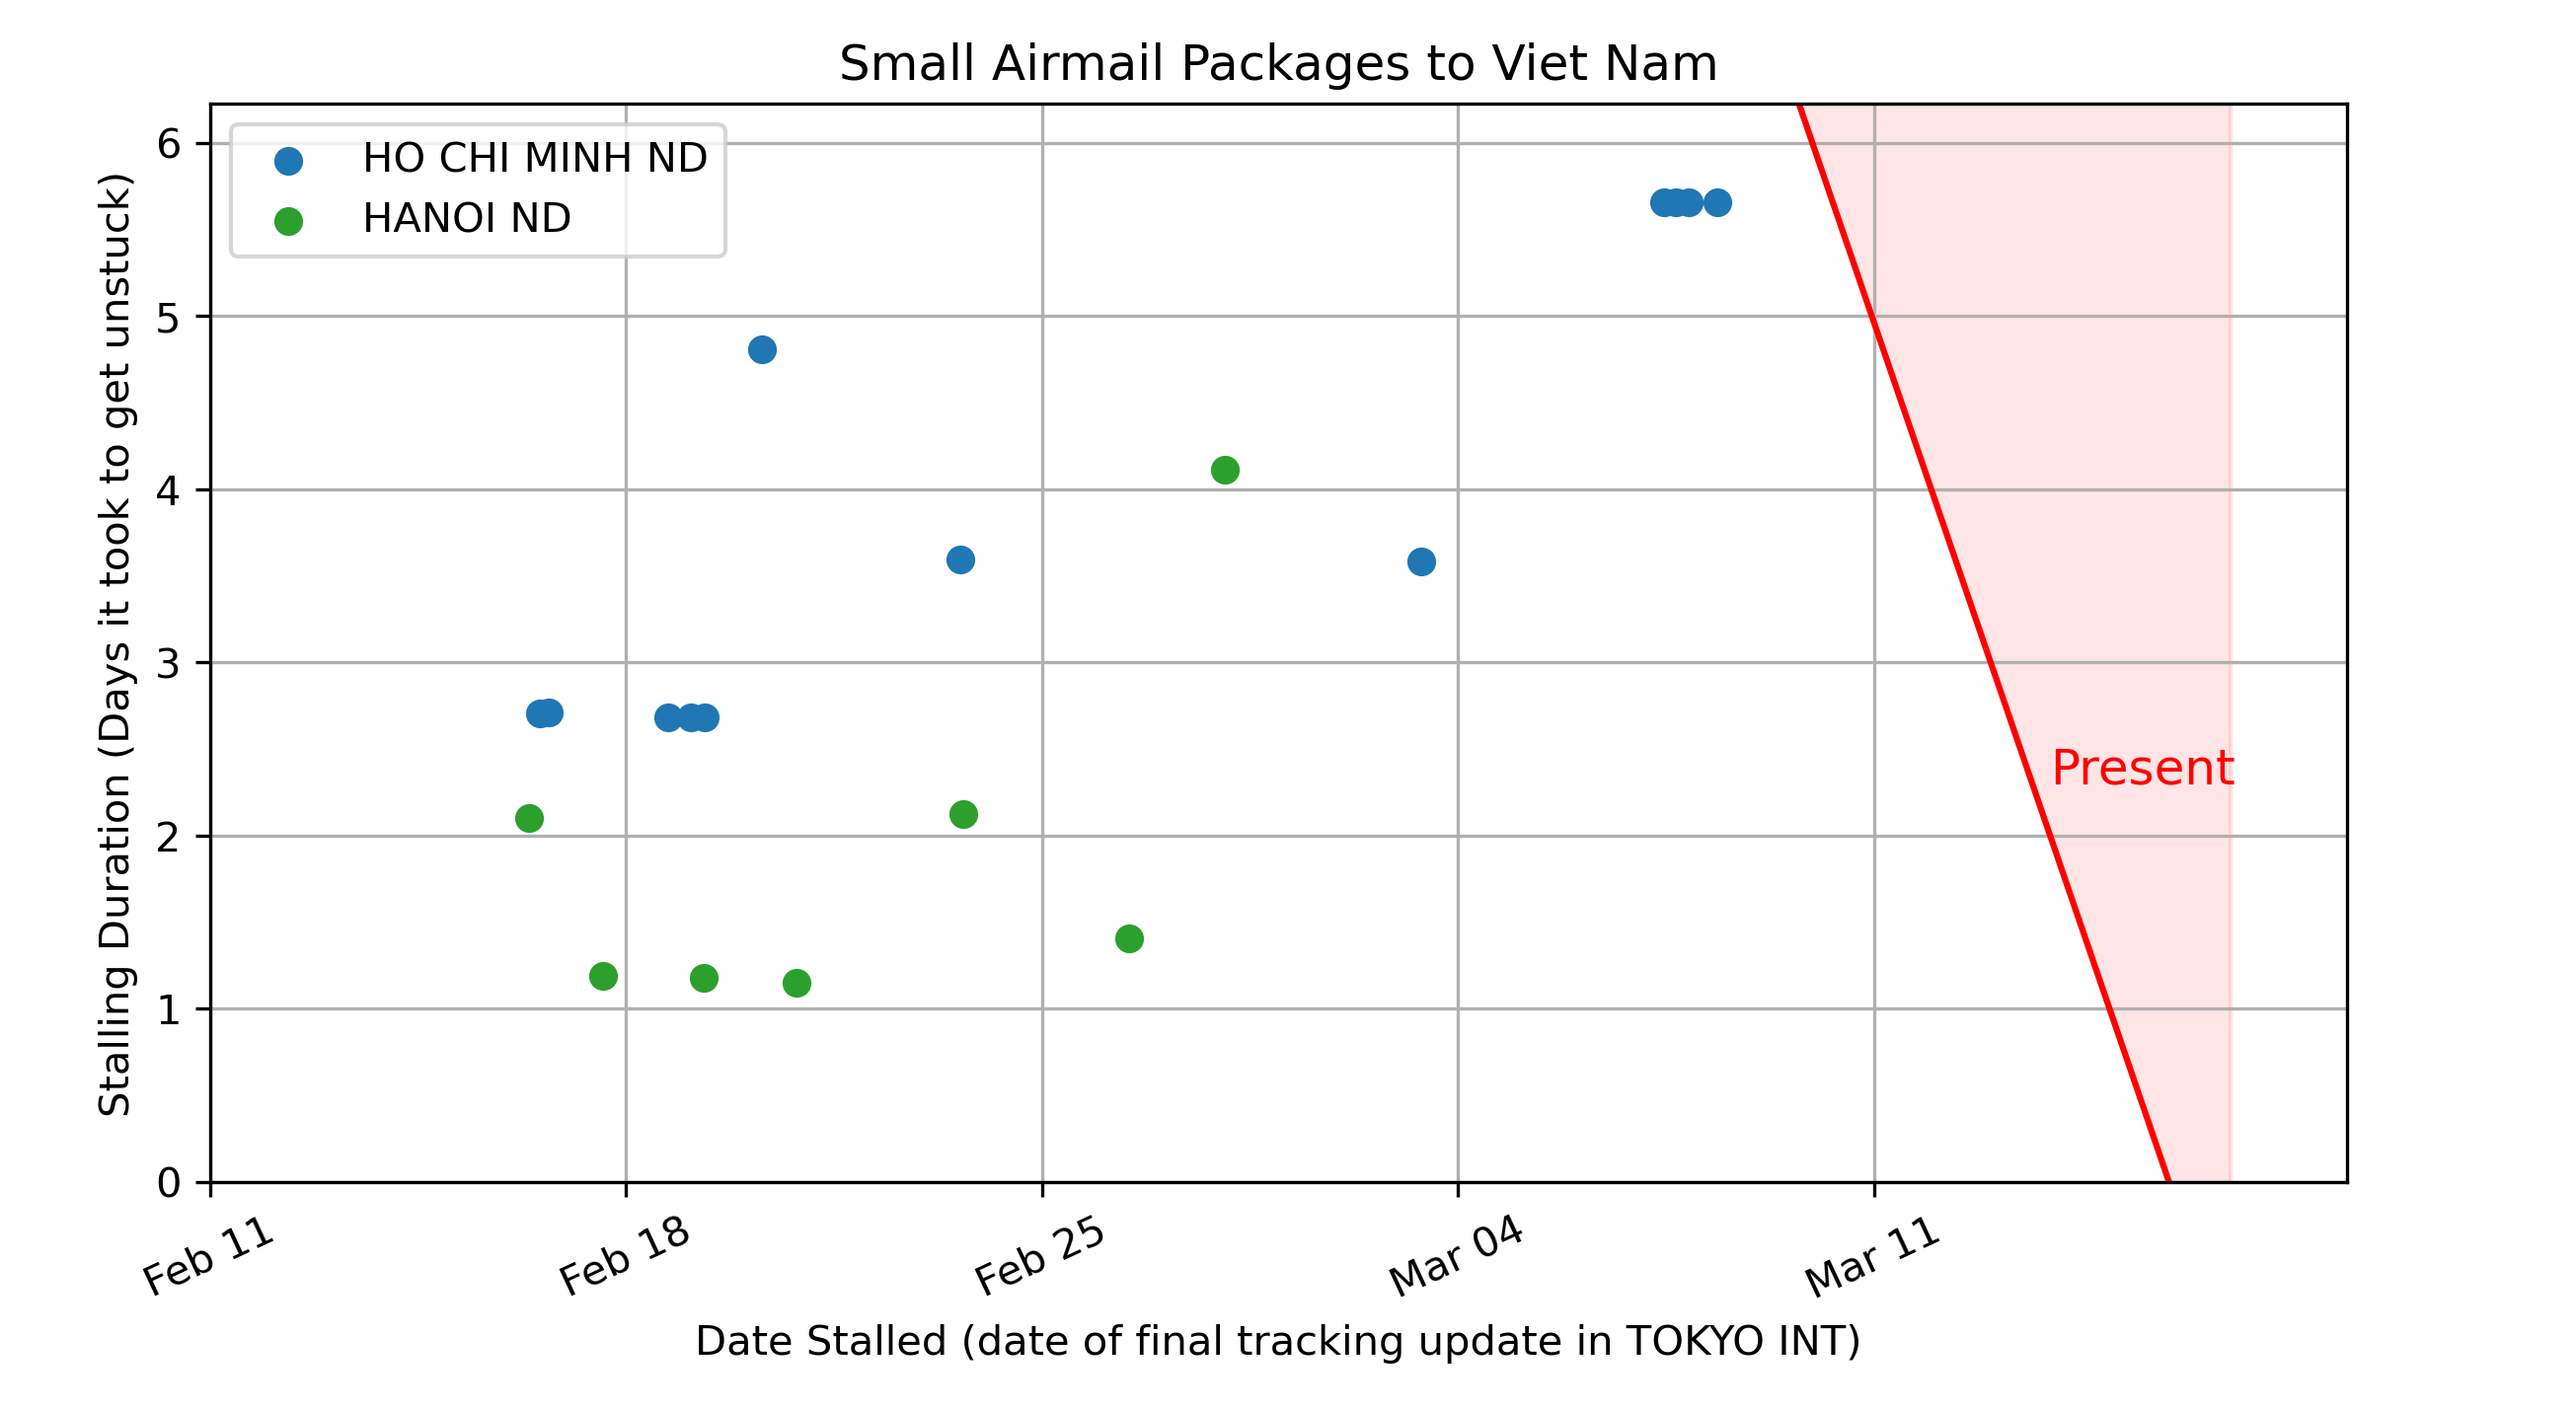 Small Airmail Packages to Viet Nam
HO CHI MINH ND
HANOI ND
Stalling Duration (Days it took to get unstuck)
6
5
4
3
2
1
0
Present
Feb 11
Feb 18
Feb 25
Mar 04
Mar 11
Date Stalled (date of final tracking update in TOKYO INT)